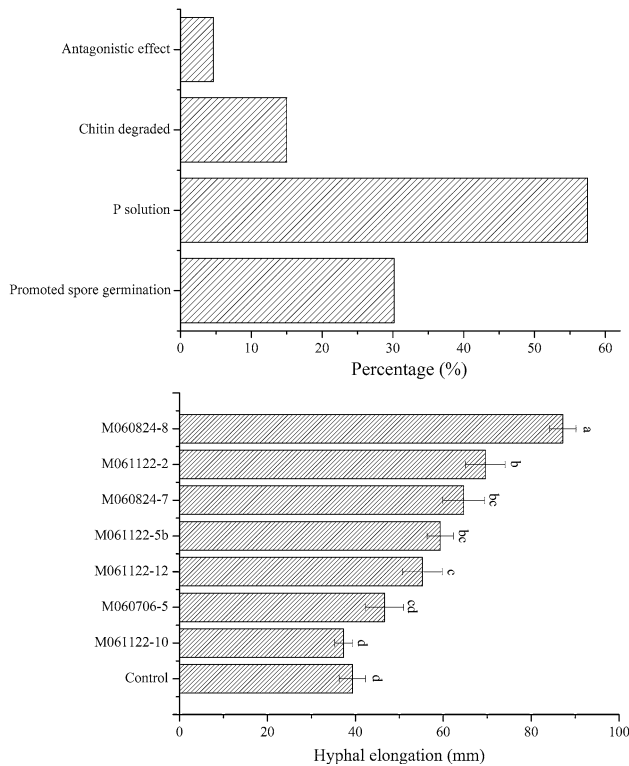 Antagonistic effect
Chitin degraded
P solution
Promoted spore germination
0 10 20 30 40 50 60
Percentage (%)
M060824-8 a
M061122-2 b
M060824-7 bc
M061122-5b bc
M061122-12 c
M060706-5 cd
M061122-10 d
Control d
0 20 40 60 80 100
Hyphal elongation (mm)